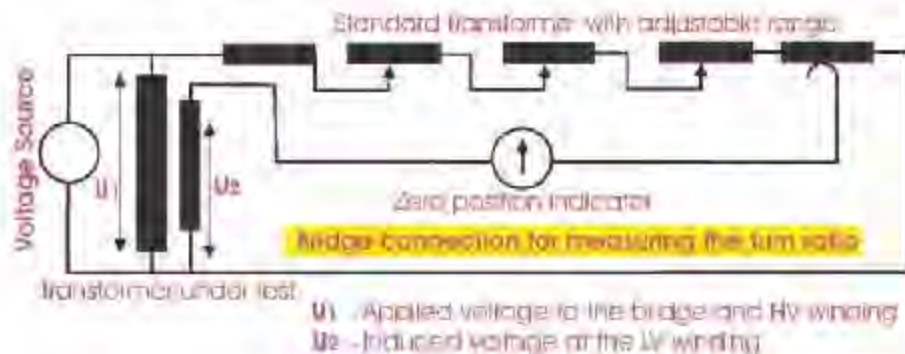 Standard transformer with adjustable range
Voltage Source
U1
U2
Zero position indicator
Bridge connection for measuring the turn ratio
Transformer under test
U1 - Applied voltage to the bridge and HV winding
U2 - Induced voltage at the LV winding